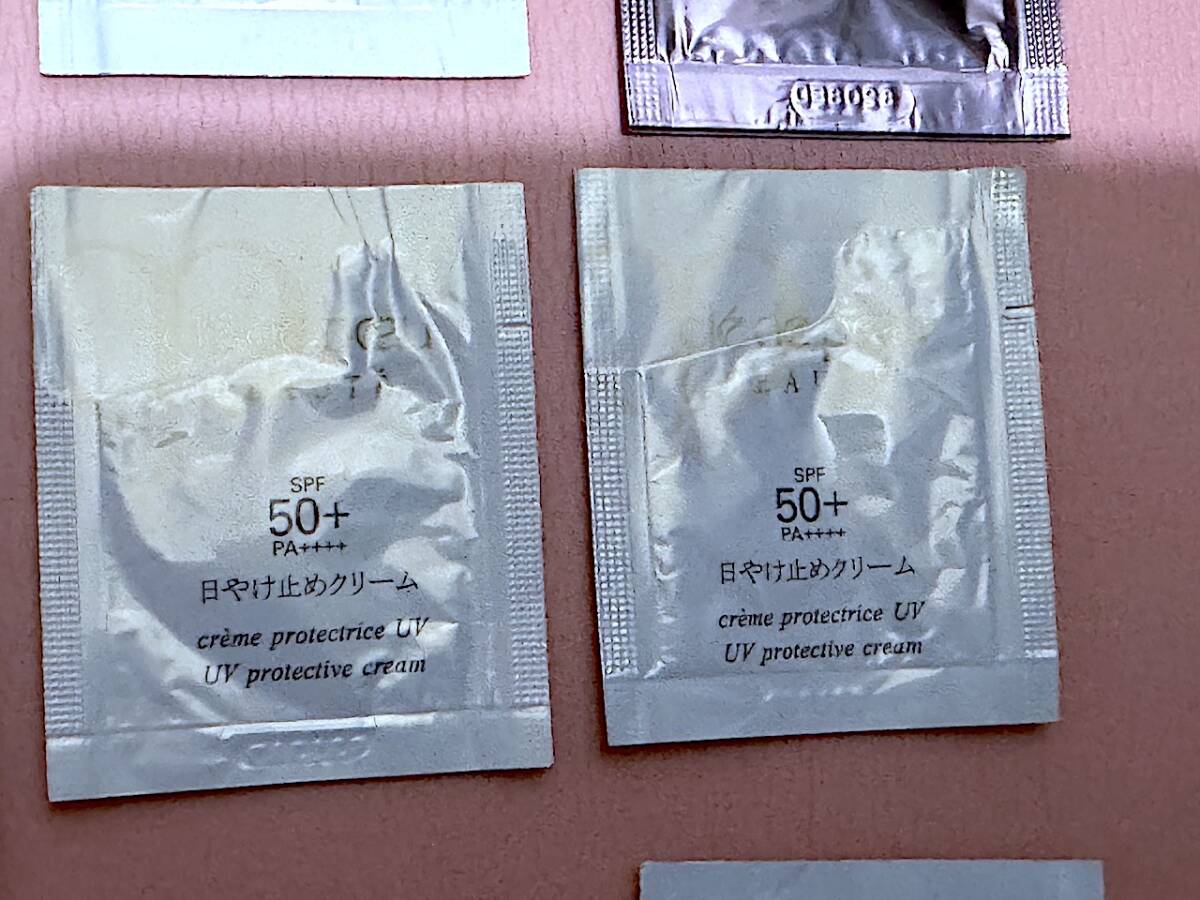 SPF
50+
PA++++
日やけ止めクリーム
crème protectrice UV
UV protective cream
SPF
50+
PA++++
日やけ止めクリーム
crème protectrice UV
UV protective cream